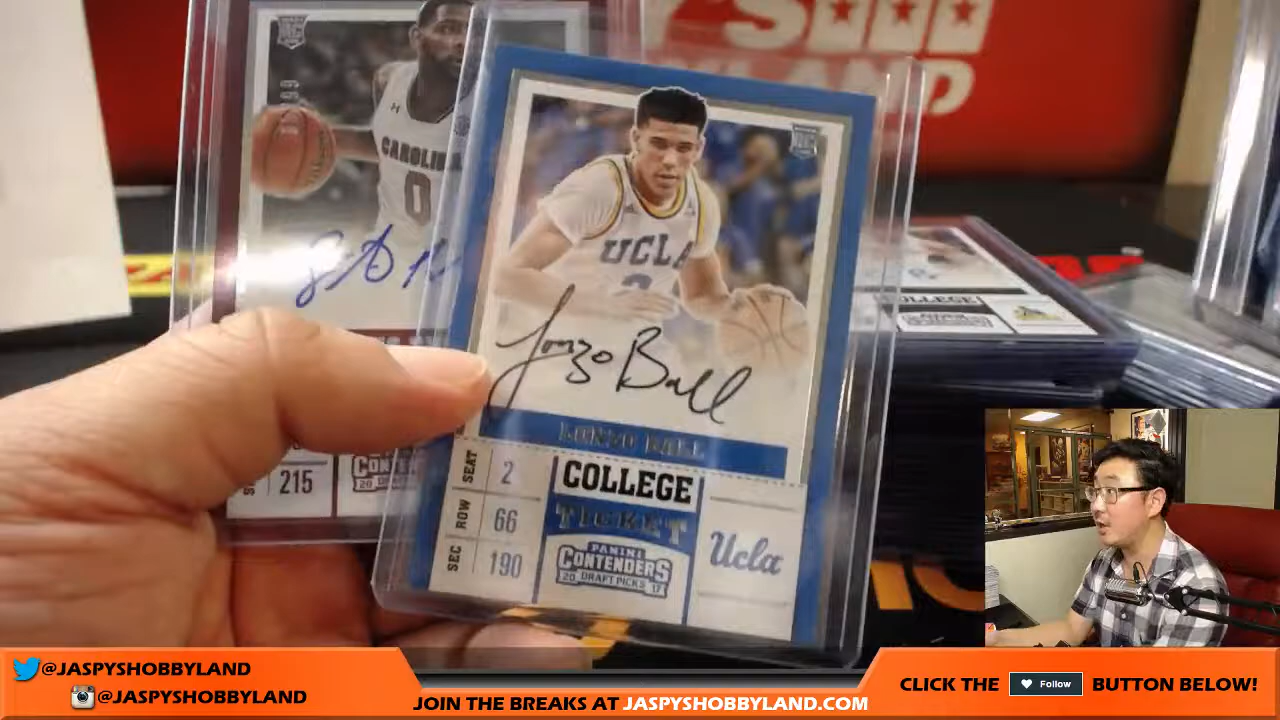 CAROLINA
0
215
UCLA
2
Lonzo Ball
LONZO BALL
SEAT 2
ROW 66
SEC 190
COLLEGE
TICKET
PANINI
CONTENDERS
20 DRAFT PICKS 17
Ucla
COLLEGE
@JASPYSHOBBYLAND
@JASPYSHOBBYLAND
JOIN THE BREAKS AT JASPYSHOBBYLAND.COM
CLICK THE Follow BUTTON BELOW!